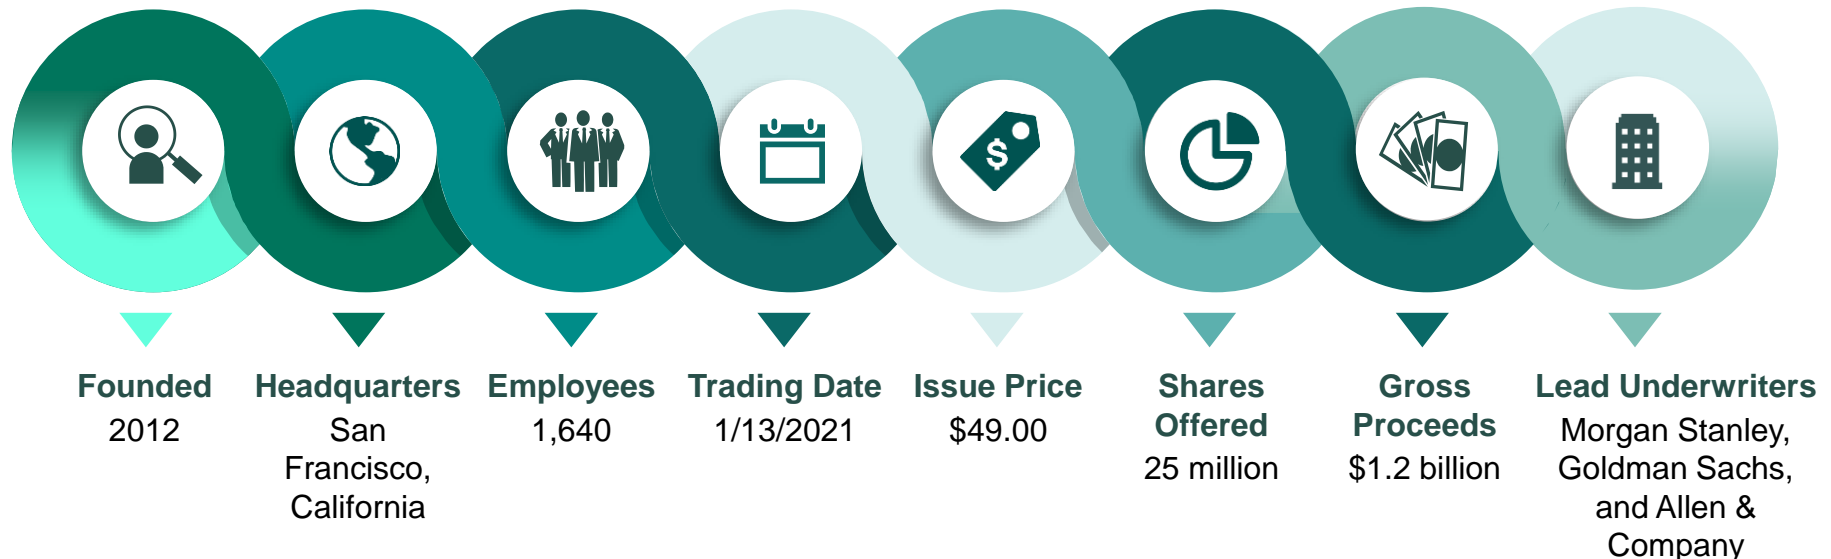 Founded
2012
Headquarters
San
Francisco,
California
Employees
1,640
Trading Date
1/13/2021
Issue Price
$49.00
Shares
Offered
25 million
Gross
Proceeds
$1.2 billion
Lead Underwriters
Morgan Stanley,
Goldman Sachs,
and Allen &
Company